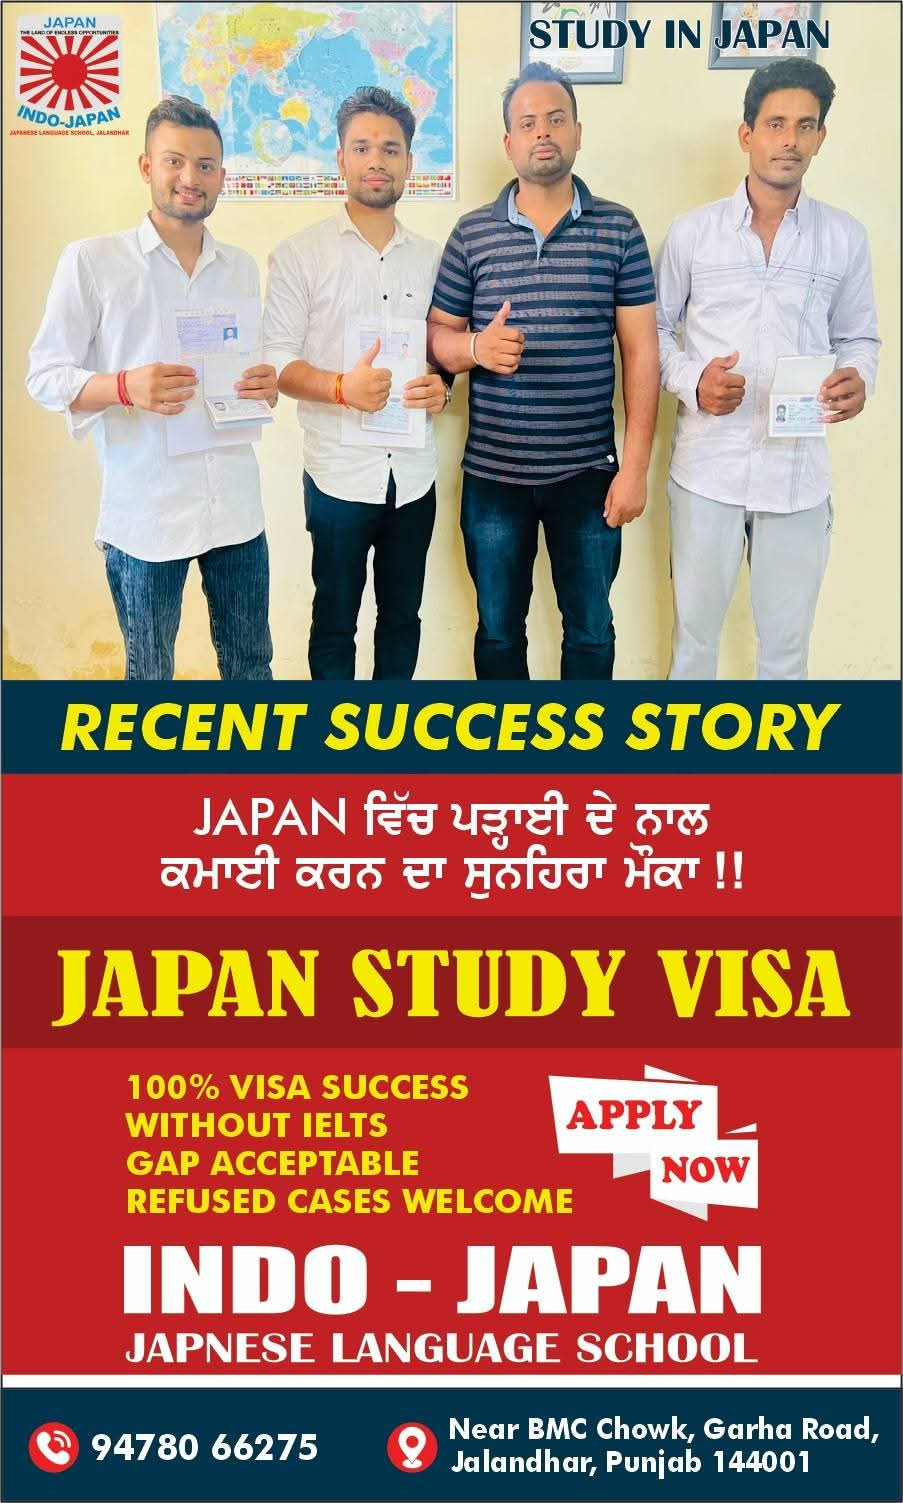 JAPAN
THE LAND OF ENDLESS OPPORTUNITIES
INDO-JAPAN
JAPANESE LANGUAGE SCHOOL, JALANDHAR
STUDY IN JAPAN
RECENT SUCCESS STORY
JAPAN ਵਿੱਚ ਪੜ੍ਹਾਈ ਦੇ ਨਾਲ
ਕਮਾਈ ਕਰਨ ਦਾ ਸੁਨਹਿਰਾ ਮੌਕਾ !!
JAPAN STUDY VISA
100% VISA SUCCESS
WITHOUT IELTS
GAP ACCEPTABLE
REFUSED CASES WELCOME
APPLY
NOW
INDO - JAPAN
JAPNESE LANGUAGE SCHOOL
94780 66275
Near BMC Chowk, Garha Road,
Jalandhar, Punjab 144001